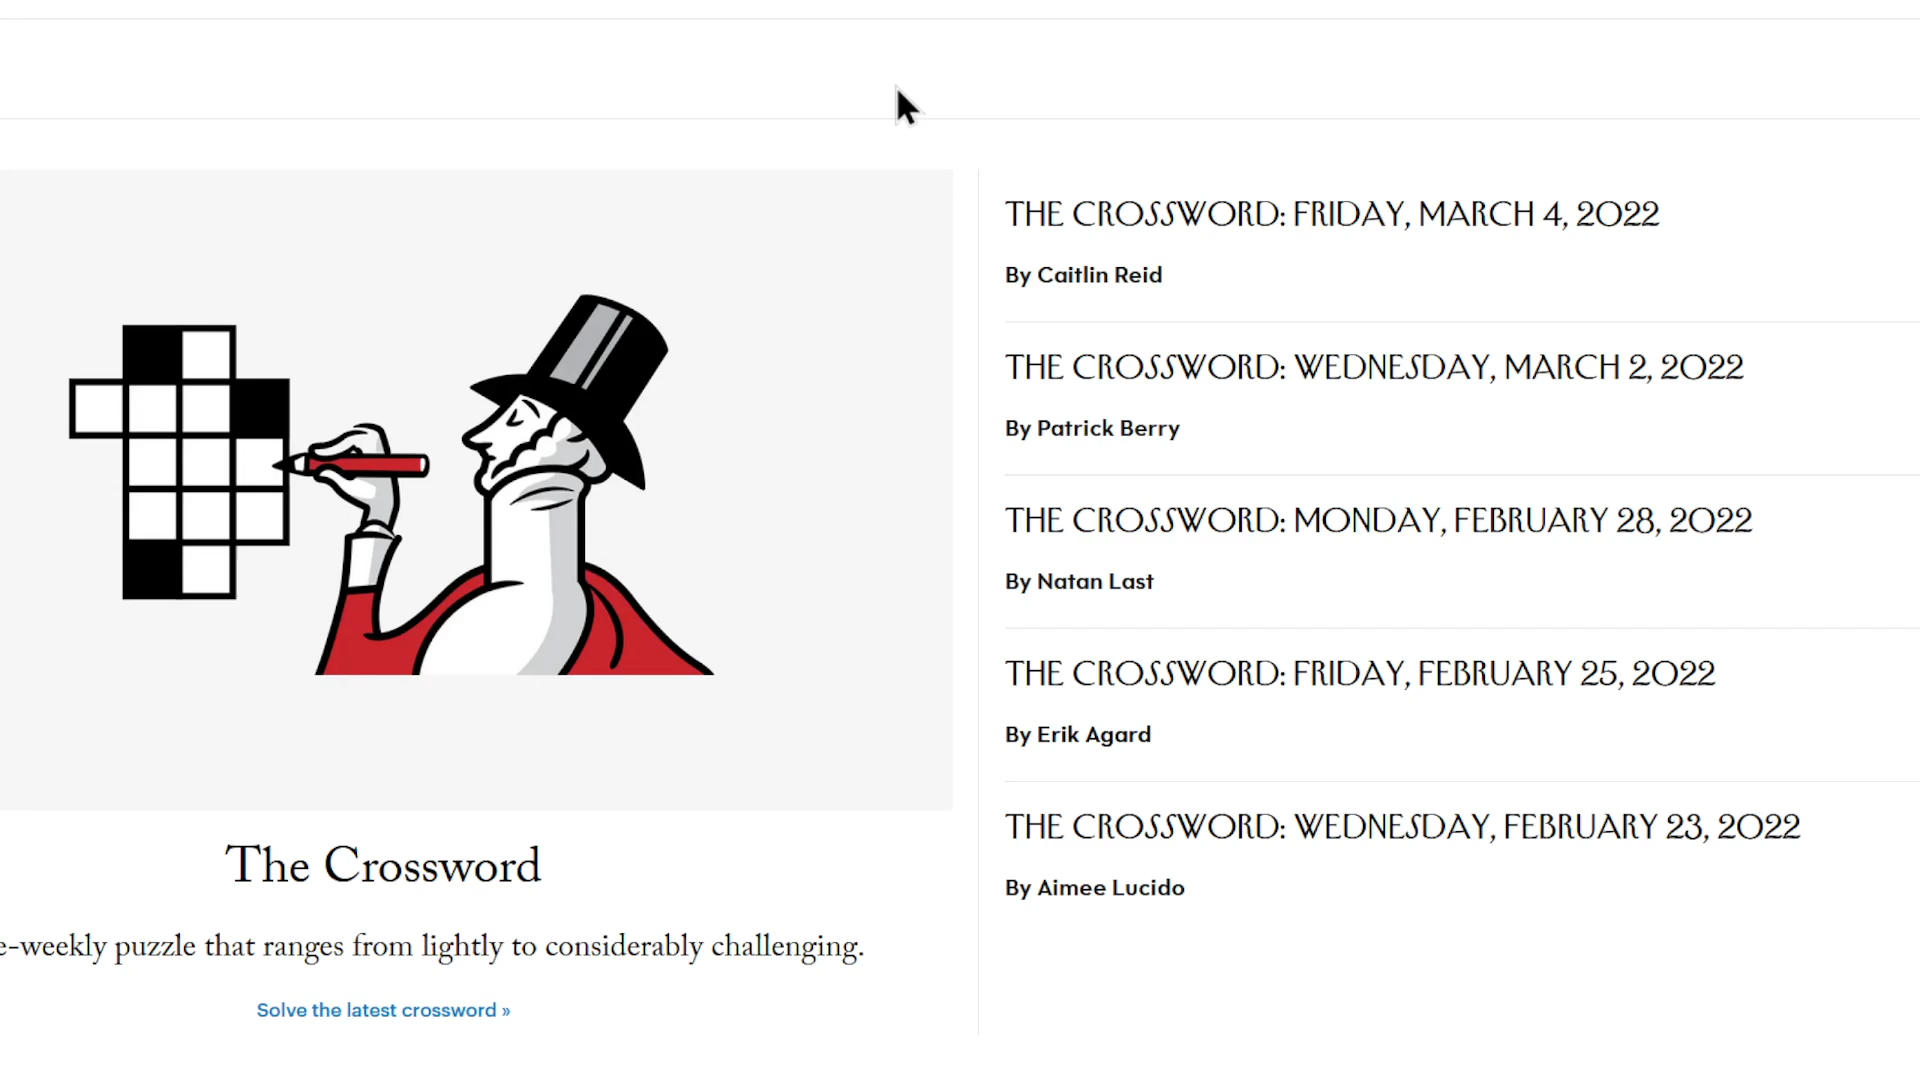 THE CROSSWORD: FRIDAY, MARCH 4, 2022
By Caitlin Reid
THE CROSSWORD: WEDNESDAY, MARCH 2, 2022
By Patrick Berry
THE CROSSWORD: MONDAY, FEBRUARY 28, 2022
By Natan Last
THE CROSSWORD: FRIDAY, FEBRUARY 25, 2022
By Erik Agard
THE CROSSWORD: WEDNESDAY, FEBRUARY 23, 2022
By Aimee Lucido
The Crossword
e-weekly puzzle that ranges from lightly to considerably challenging.
Solve the latest crossword »